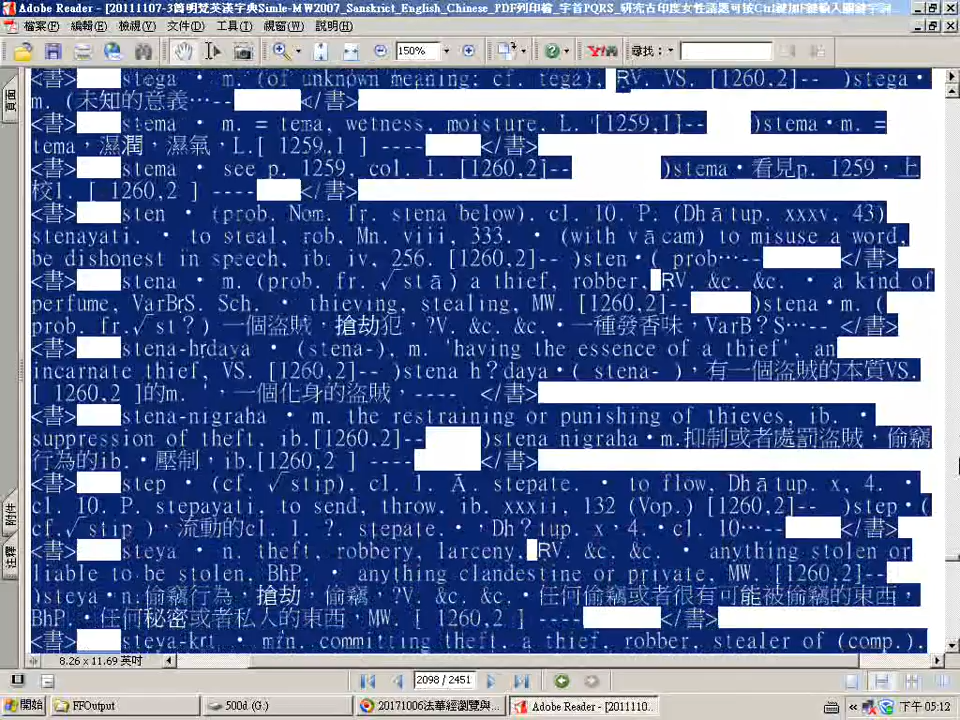 Adobe Reader - [20111107-3簡明梵英漢字典Simle-MW2007_Sanskrict_English_Chinese_PDF列印檔_字首PQRS_研究古印度女性議題可按Ctrl鍵加F鍵輸入關鍵字詞
檔案(F) 編輯(E) 檢視(V) 文件(D) 工具(T) 視窗(W) 說明(H)
150% 尋找：
頁面
<書> stega • m. (of unknown meaning; cf. tega), RV. VS. [1260,2]-- )stega•
m. (未知的意義…-- </書>
<書> stema • m. = tema, wetness, moisture, L. [1259,1]-- )stema•m. =
tema，濕潤，濕氣，L.[ 1259,1 ] ---- </書>
<書> stema • see p. 1259, col. 1. [1260,2]-- )stema•看見p. 1259，上
校1. [ 1260,2 ] ---- </書>
<書> sten • (prob. Nom. fr. stena below). cl. 10. P. (Dhātup. xxxv, 43)
stenayati. • to steal, rob, Mn. viii, 333. • (with vācam) to misuse a word,
be dishonest in speech, ib. iv, 256. [1260,2]-- )sten•( prob…-- </書>
<書> stena • m. (prob. fr. √stā) a thief, robber, RV. &c. &c. • a kind of
perfume, VarBṛS. Sch. • thieving, stealing, MW. [1260,2]-- )stena•m. (
prob. fr.√st？) 一個盜賊，搶劫犯，?V. &c. &c.•一種發香味，VarB？S…-- </書>
<書> stena-hṛdaya • (stena-), m. 'having the essence of a thief', an
incarnate thief, VS. [1260,2]-- )stena h？daya•( stena- )，有一個盜賊的本質VS.
[ 1260,2 ]的m. ，一個化身的盜賊，---- </書>
<書> stena-nigraha • m. the restraining or punishing of thieves, ib. •
suppression of theft, ib.[1260,2]-- )stena nigraha•m.抑制或者處罰盜賊，偷竊
行為的ib.•壓制，ib.[1260,2 ] ---- </書>
<書> step • (cf. √stip), cl. 1. Ā. stepate. • to flow, Dhātup. x, 4. •
cl. 10. P. stepayati, to send, throw, ib. xxxii, 132 (Vop.) [1260,2]-- )step•(
cf.√stip )，流動的cl. 1. ?. stepate.•Dh？tup. x，4.•cl. 10…-- </書>
<書> steya • n. theft, robbery, larceny, RV. &c. &c. • anything stolen or
liable to be stolen, BhP. • anything clandestine or private, MW. [1260,2]--
)steya•n.偷竊行為，搶劫，偷竊，?V. &c. &c.•任何偷竊或者很有可能被偷竊的東西，
BhP.•任何秘密或者私人的東西，MW. [ 1260,2 ] ---- </書>
<書> steya-kṛt • mfn. committing theft, a thief, robber, stealer of (comp.),
附件
注釋
8.26 x 11.69 英吋
2098 / 2451
開始 FFOutput 500d (G:) 20171006法華經瀏覽與... Adobe Reader - [2011110... 下午 05:12